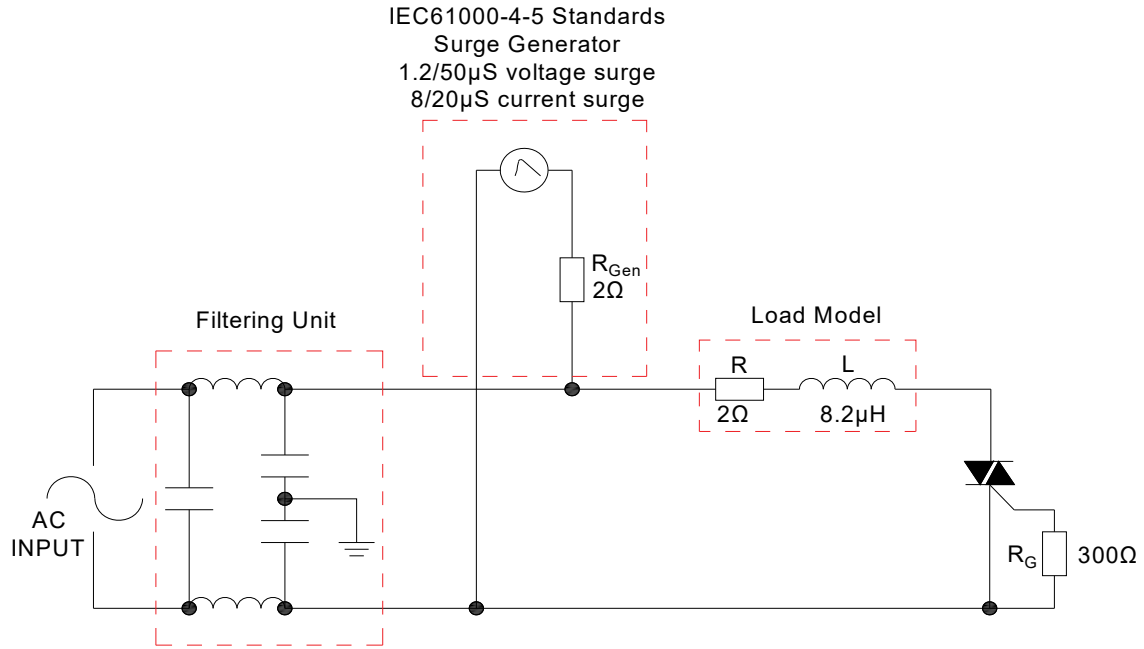 IEC61000-4-5 Standards
Surge Generator
1.2/50µS voltage surge
8/20µS current surge
RGen
2Ω
Filtering Unit
Load Model
R
L
2Ω
8.2µH
AC
INPUT
RG
300Ω